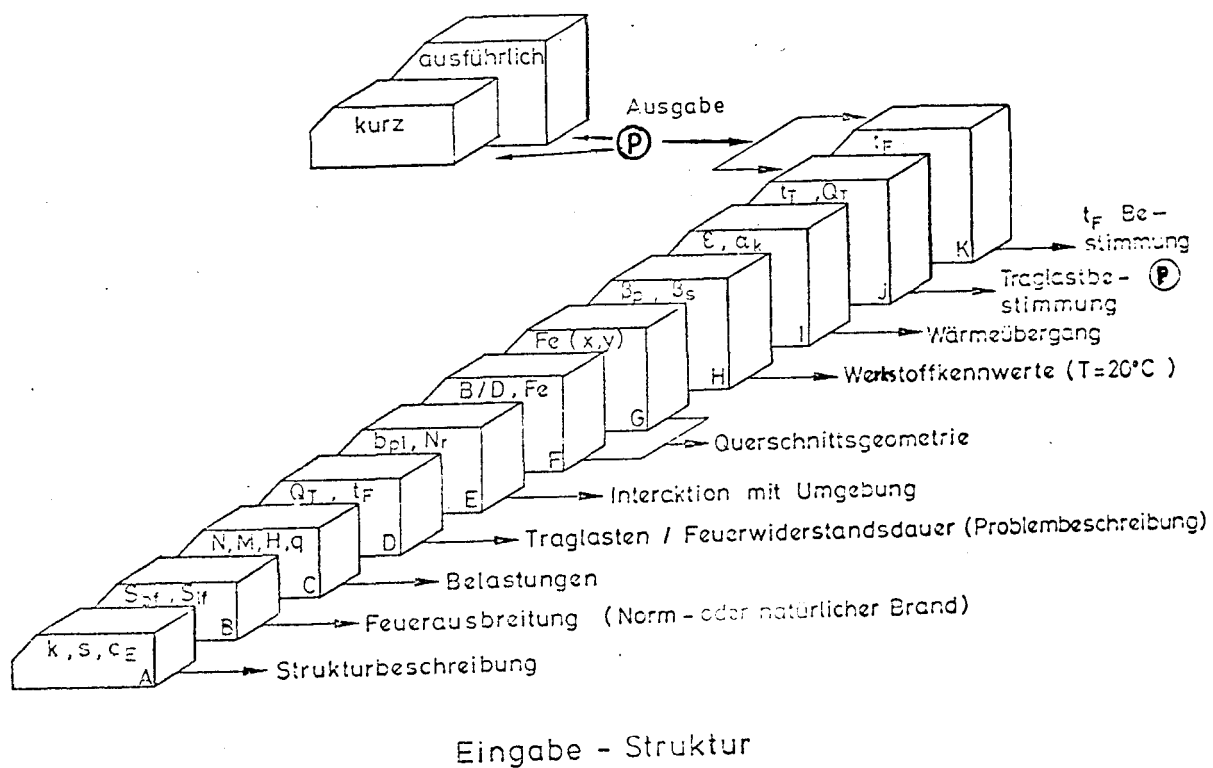 ausführlich
kurz
Ausgabe
P
t_F
K
t_F Be-
stimmung
t_T, Q_T
J
Traglastbe-
stimmung
P
ε, α_k
I
Wärmeübergang
β_p, β_s
H
Werkstoffkennwerte (T=20°C)
Fe (x,y)
G
B/D, Fe
F
Querschnittsgeometrie
b_pl, N_r
E
Interaktion mit Umgebung
Q_T, t_F
D
Traglasten / Feuerwiderstandsdauer (Problembeschreibung)
N, M, H, q
C
Belastungen
B
Feuerausbreitung (Norm- oder natürlicher Brand)
k, s, c_E
A
Strukturbeschreibung
Eingabe - Struktur